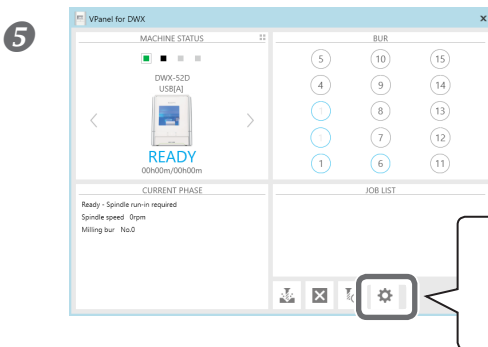 5
VPanel for DWX
MACHINE STATUS
DWX-52D
USB[A]
READY
00h00m/00h00m
BUR
5 10 15
4 9 14
8 13
7 12
1 6 11
CURRENT PHASE
Ready - Spindle run-in required
Spindle speed 0rpm
Milling bur No.0
JOB LIST